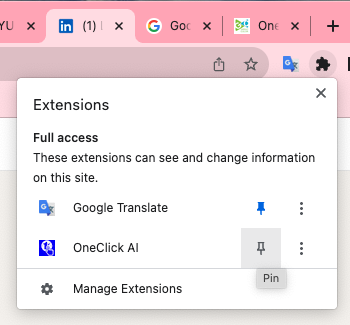 YU
in
(1)
Goo
One
Extensions
Full access
These extensions can see and change information
on this site.
Google Translate
OneClick AI
Pin
Manage Extensions